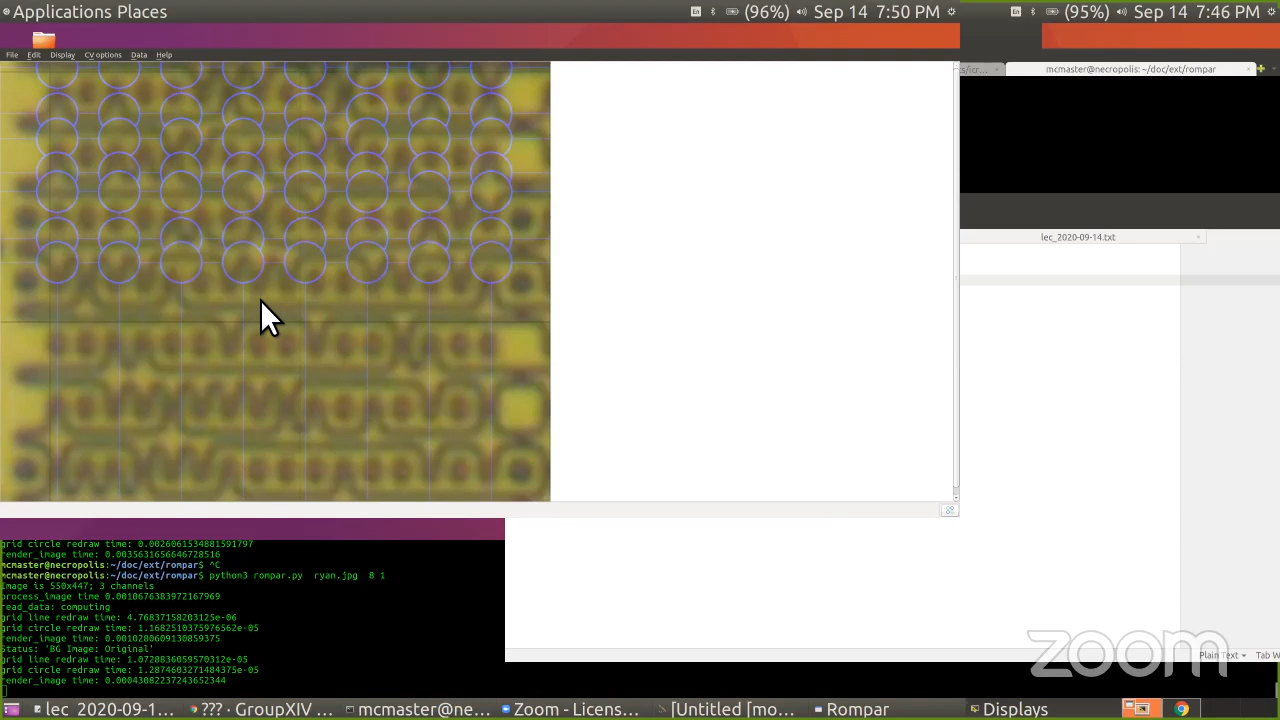 Applications Places
En (96%) Sep 14 7:50 PM
En (95%) Sep 14 7:46 PM
File Edit Display CV options Data Help
mcmaster@necropolis: ~/doc/ext/rompar
lec_2020-09-14.txt
grid circle redraw time: 0.0026061534881591797
render_image time: 0.0035631656646728516
mcmaster@necropolis:~/doc/ext/rompar$ ^C
mcmaster@necropolis:~/doc/ext/rompar$ python3 rompar.py  ryan.jpg  8 1
Image is 550x447; 3 channels
process_image time 0.0010676383972167969
read_data: computing
grid line redraw time: 4.76837158203125e-06
grid circle redraw time: 1.1682510375976562e-05
render_image time: 0.0010280609130859375
Status: 'BG Image: Original'
grid line redraw time: 1.0728836059570312e-05
grid circle redraw time: 1.2874603271484375e-05
render_image time: 0.00043082237243652344
zoom
Plain Text Tab W
lec_2020-09-1... ??? · GroupXIV ... mcmaster@ne... Zoom - Licens... [Untitled [mo... Rompar Displays